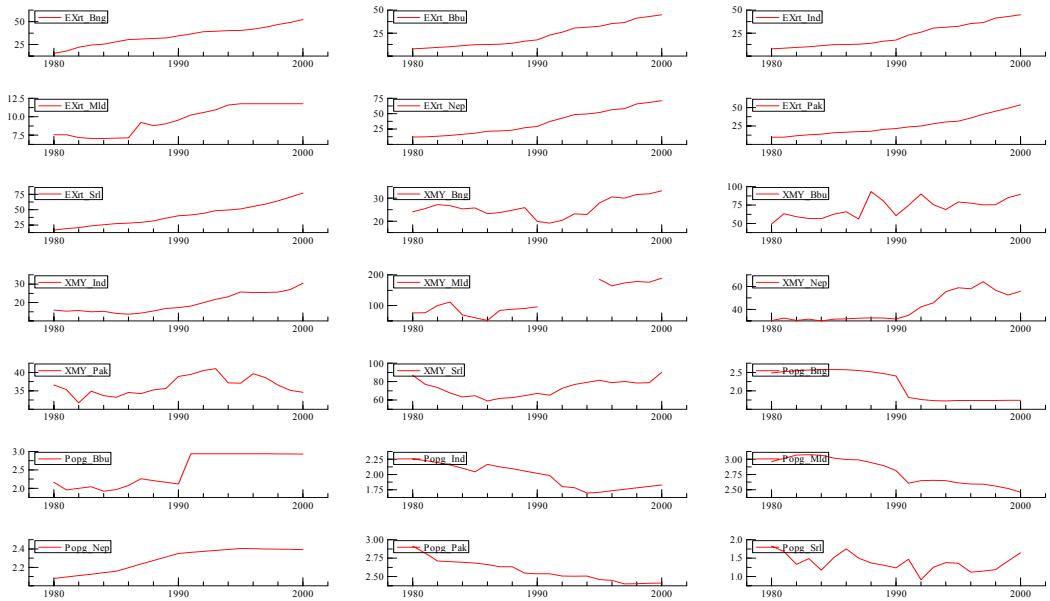 EXrt_Bng
50
25
1980 1990 2000
EXrt_Bbu
50
25
1980 1990 2000
EXrt_Ind
50
25
1980 1990 2000
EXrt_Mld
12.5
10.0
7.5
1980 1990 2000
EXrt_Nep
75
50
25
1980 1990 2000
EXrt_Pak
50
25
1980 1990 2000
EXrt_Srl
75
50
25
1980 1990 2000
XMY_Bng
30
20
1980 1990 2000
XMY_Bbu
100
75
50
1980 1990 2000
XMY_Ind
30
20
1980 1990 2000
XMY_Mld
200
100
1980 1990 2000
XMY_Nep
60
40
1980 1990 2000
XMY_Pak
40
35
1980 1990 2000
XMY_Srl
100
80
60
1980 1990 2000
Popg_Bng
2.5
2.0
1980 1990 2000
Popg_Bbu
3.0
2.5
2.0
1980 1990 2000
Popg_Ind
2.25
2.00
1.75
1980 1990 2000
Popg_Mld
3.00
2.75
2.50
1980 1990 2000
Popg_Nep
2.4
2.2
1980 1990 2000
Popg_Pak
3.00
2.75
2.50
1980 1990 2000
Popg_Srl
2.0
1.5
1.0
1980 1990 2000